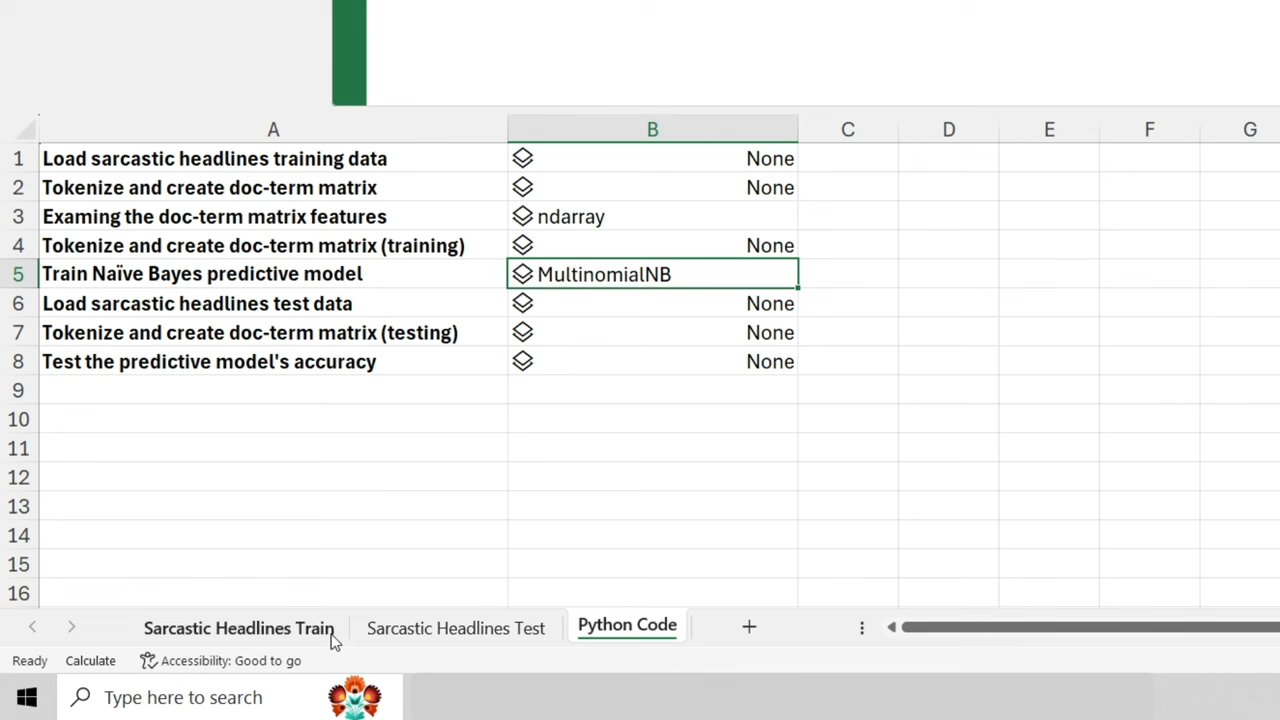 A B C D E F G
1 Load sarcastic headlines training data None
2 Tokenize and create doc-term matrix None
3 Examing the doc-term matrix features ndarray
4 Tokenize and create doc-term matrix (training) None
5 Train Naïve Bayes predictive model MultinomialNB
6 Load sarcastic headlines test data None
7 Tokenize and create doc-term matrix (testing) None
8 Test the predictive model's accuracy None
9
10
11
12
13
14
15
16
Sarcastic Headlines Train Sarcastic Headlines Test Python Code
Ready Calculate Accessibility: Good to go
Type here to search